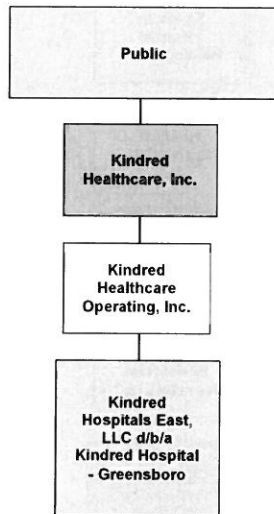 Public
Kindred
Healthcare, Inc.
Kindred
Healthcare
Operating, Inc.
Kindred
Hospitals East,
LLC d/b/a
Kindred Hospital
- Greensboro